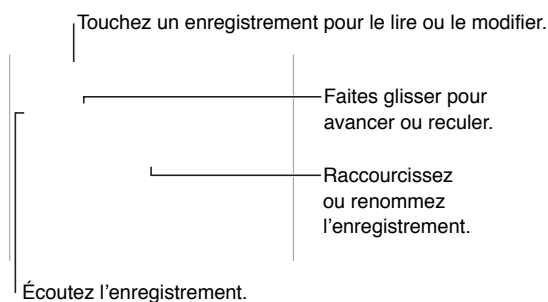 Touchez un enregistrement pour le lire ou le modifier.
Faites glisser pour
avancer ou reculer.
Raccourcissez
ou renommez
l’enregistrement.
Écoutez l’enregistrement.